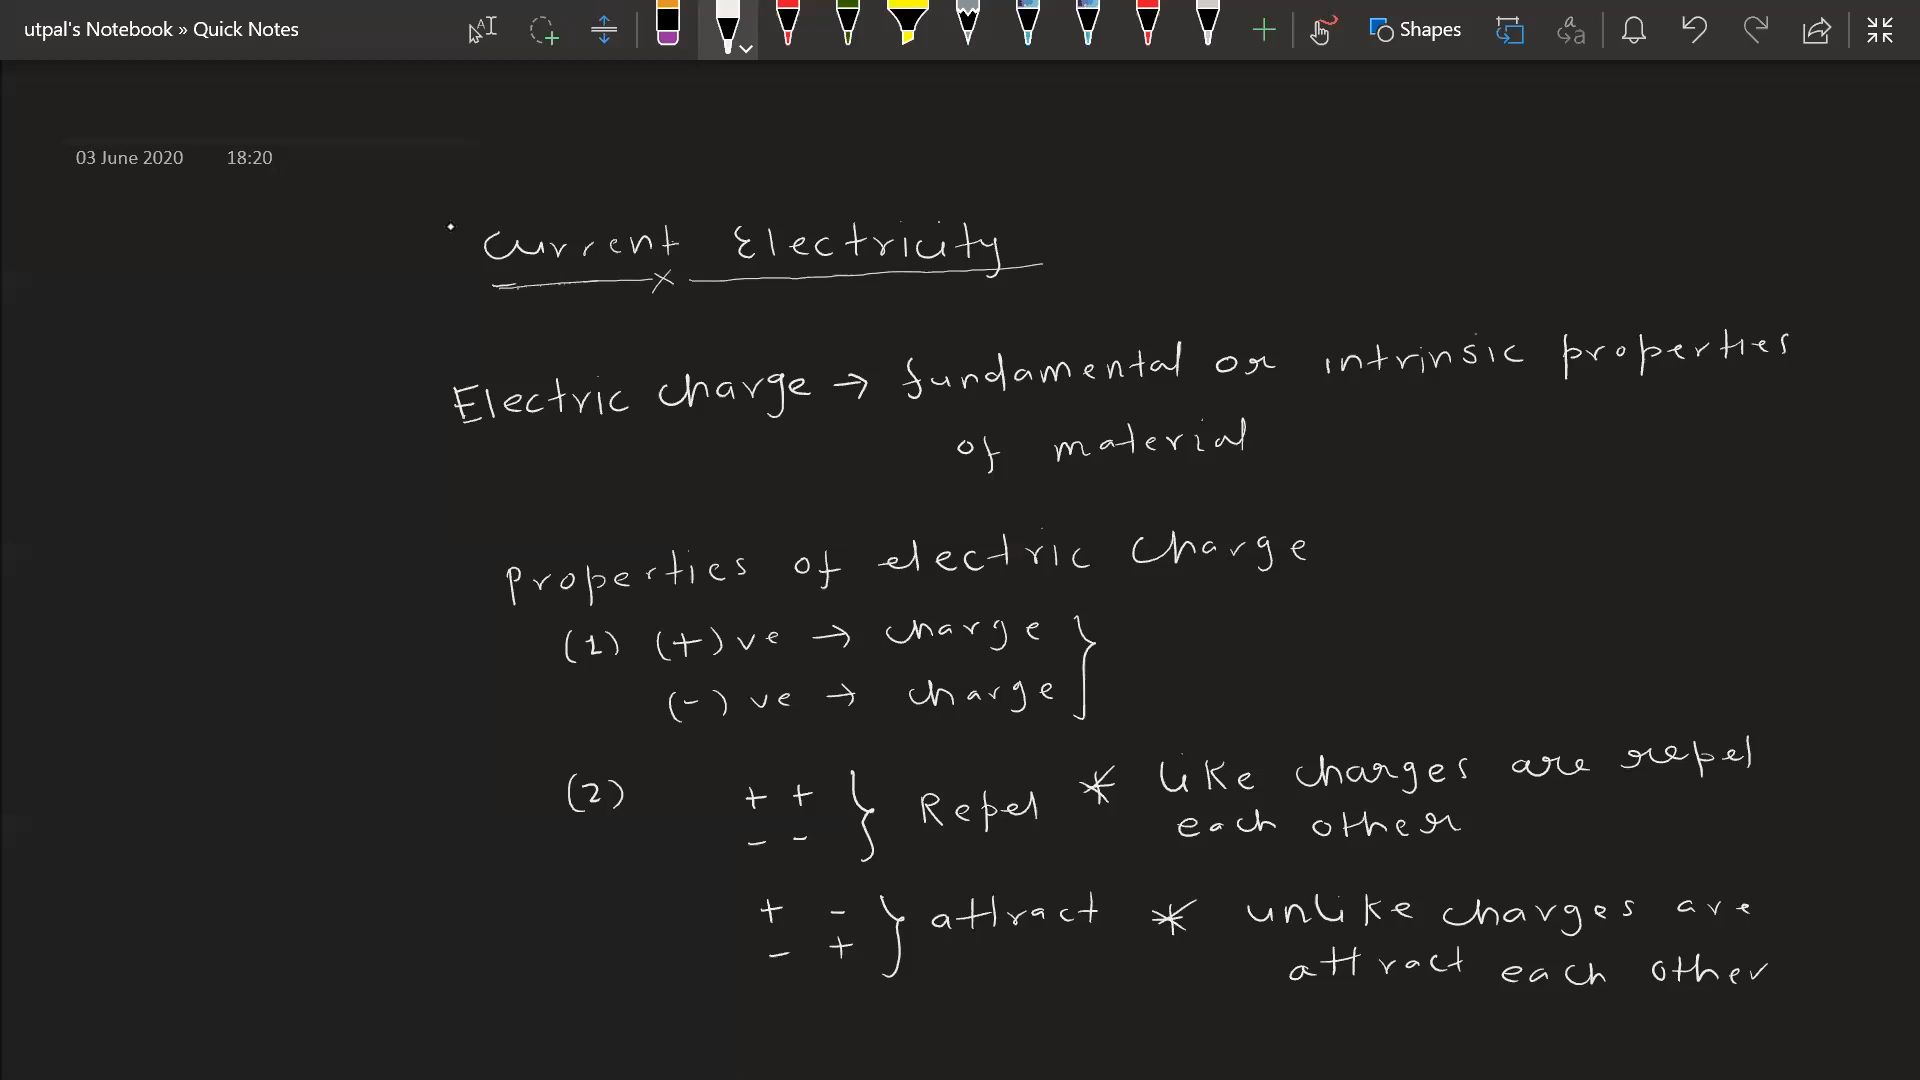 utpal's Notebook » Quick Notes
Shapes
03 June 2020 18:20
Current Electricity
Electric charge → fundamental or intrinsic properties
of material
Properties of electric charge
(1) (+)ve → charge
(-)ve → charge
(2) + + } Repel * like charges are repel
- - each other
+ - } attract * unlike charges are
- + attract each other